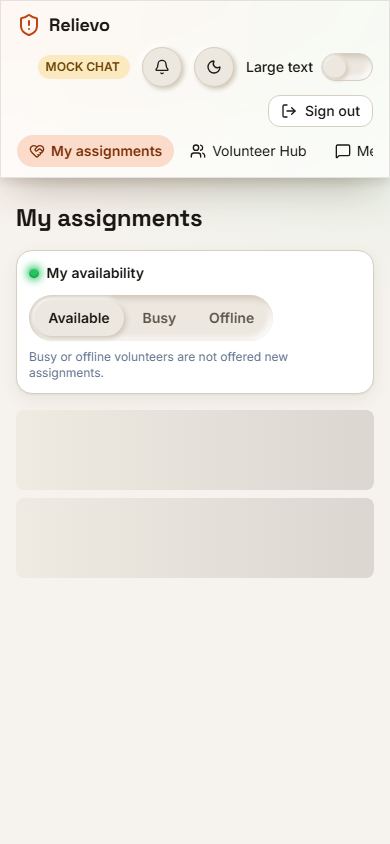 Relievo
MOCK CHAT
Large text
Sign out
My assignments
Volunteer Hub
Me
My assignments
My availability
Available
Busy
Offline
Busy or offline volunteers are not offered new
assignments.